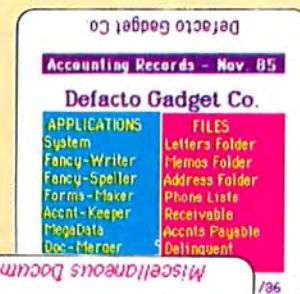 Defacto Gadget Co.
Accounting Records - Nov. 85
Defacto Gadget Co.
APPLICATIONS
System
Fancy-Writer
Fancy-Speller
Forms-Maker
Accnt-Keeper
MegaData
Doc-Merger
FILES
Letters Folder
Memos Folder
Address Folder
Phone Lists
Receivable
Accnts Payable
Delinquent
Miscellaneous Docum
/86